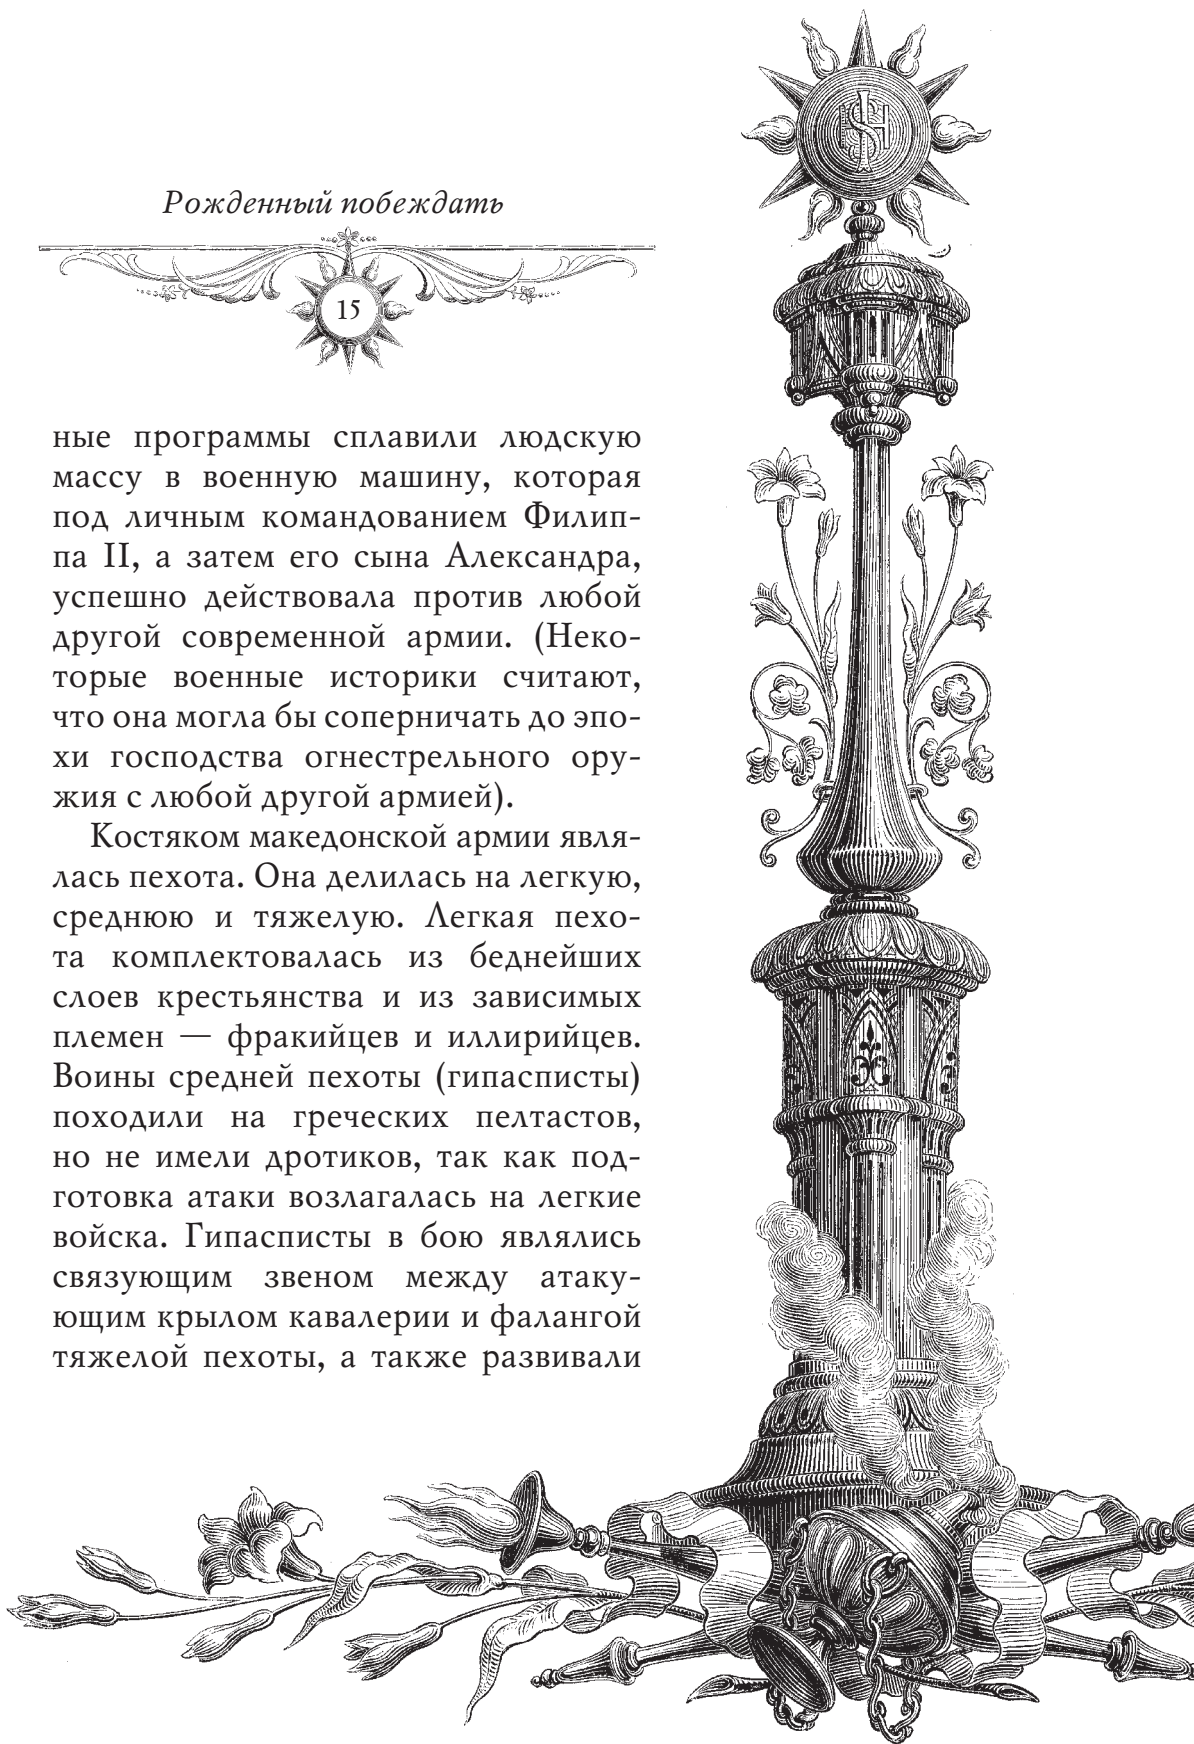 Рожденный побеждать
15
ные программы сплавили людскую
массу в военную машину, которая
под личным командованием Филип-
па II, а затем его сына Александра,
успешно действовала против любой
другой современной армии. (Неко-
торые военные историки считают,
что она могла бы соперничать до эпо-
хи господства огнестрельного ору-
жия с любой другой армией).
Костяком македонской армии явля-
лась пехота. Она делилась на легкую,
среднюю и тяжелую. Легкая пехо-
та комплектовалась из беднейших
слоев крестьянства и из зависимых
племен — фракийцев и иллирийцев.
Воины средней пехоты (гипасписты)
походили на греческих пелтастов,
но не имели дротиков, так как под-
готовка атаки возлагалась на легкие
войска. Гипасписты в бою являлись
связующим звеном между атаку-
ющим крылом кавалерии и фалангой
тяжелой пехоты, а также развивали